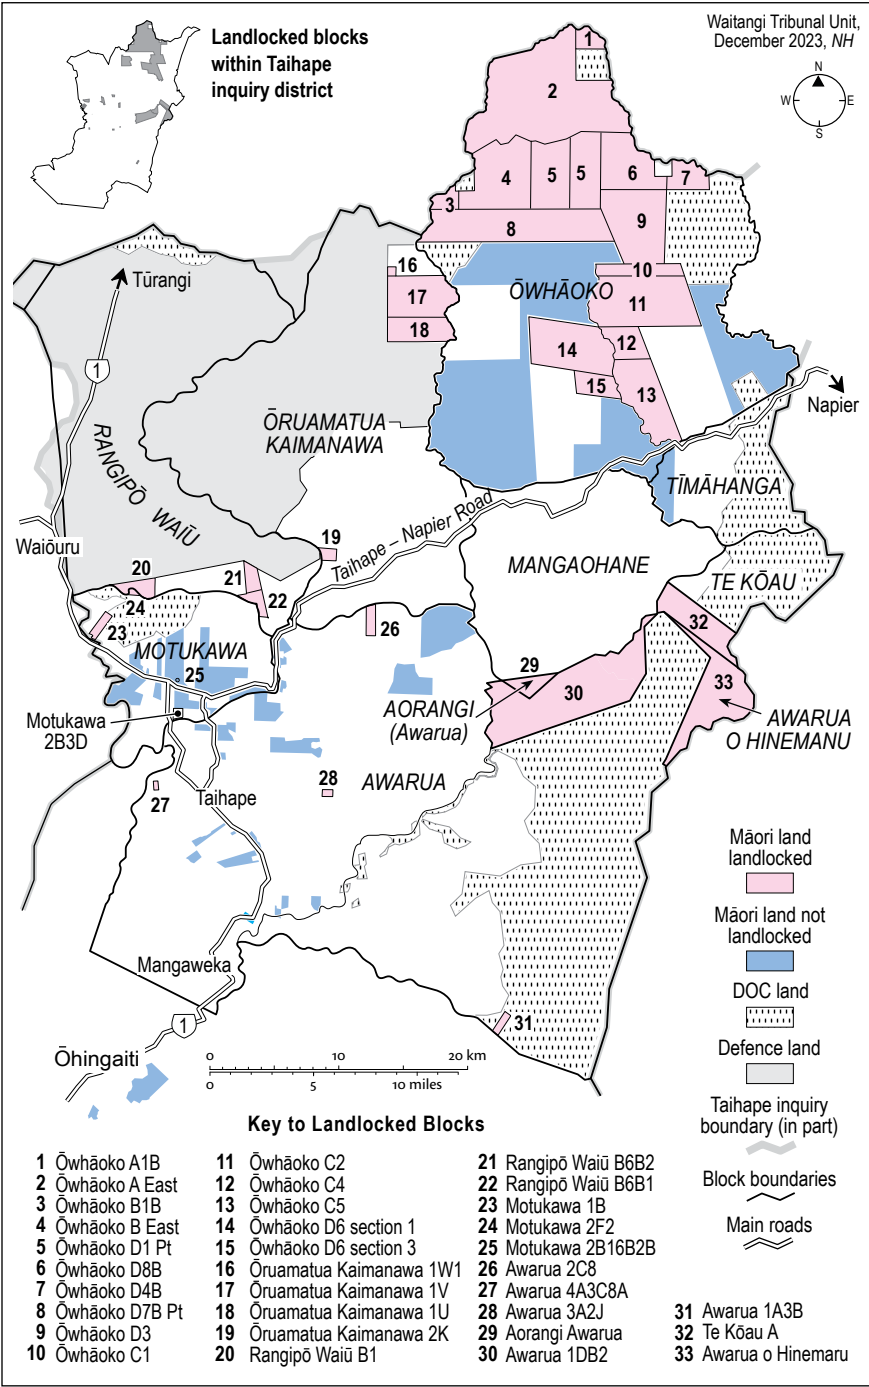 Landlocked blocks
within Taihape
inquiry district
Waitangi Tribunal Unit,
December 2023, NH
N
W
E
S
1
2
3
4
5
5
6
7
8
9
10
11
12
13
14
15
16
17
18
ŌWHĀOKO
Tūrangi
1
RANGIPŌ WAIŪ
ŌRUAMATUA
KAIMANAWA
Napier
TĪMĀHANGA
Taihape – Napier Road
Waiōuru
19
20
21
22
23
24
MANGAOHANE
TE KŌAU
MOTUKAWA
25
26
29
30
32
33
Motukawa
2B3D
AORANGI
(Awarua)
AWARUA
O HINEMANU
27
Taihape
28
AWARUA
Mangaweka
1
31
Ōhingaiti
0 10 20 km
0 5 10 miles
Māori land
landlocked
Māori land not
landlocked
DOC land
Defence land
Taihape inquiry
boundary (in part)
Block boundaries
Main roads
Key to Landlocked Blocks
1 Ōwhāoko A1B
2 Ōwhāoko A East
3 Ōwhāoko B1B
4 Ōwhāoko B East
5 Ōwhāoko D1 Pt
6 Ōwhāoko D8B
7 Ōwhāoko D4B
8 Ōwhāoko D7B Pt
9 Ōwhāoko D3
10 Ōwhāoko C1
11 Ōwhāoko C2
12 Ōwhāoko C4
13 Ōwhāoko C5
14 Ōwhāoko D6 section 1
15 Ōwhāoko D6 section 3
16 Ōruamatua Kaimanawa 1W1
17 Ōruamatua Kaimanawa 1V
18 Ōruamatua Kaimanawa 1U
19 Ōruamatua Kaimanawa 2K
20 Rangipō Waiū B1
21 Rangipō Waiū B6B2
22 Rangipō Waiū B6B1
23 Motukawa 1B
24 Motukawa 2F2
25 Motukawa 2B16B2B
26 Awarua 2C8
27 Awarua 4A3C8A
28 Awarua 3A2J
29 Aorangi Awarua
30 Awarua 1DB2
31 Awarua 1A3B
32 Te Kōau A
33 Awarua o Hinemaru